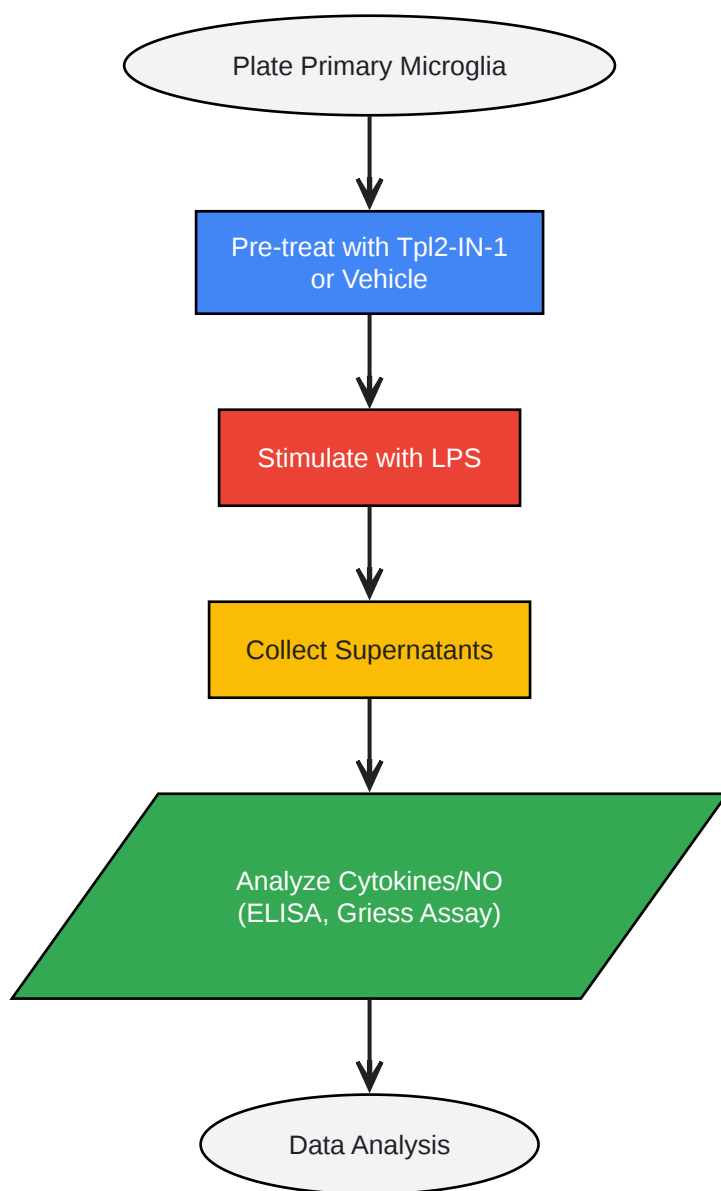 Plate Primary Microglia
Pre-treat with Tpl2-IN-1
or Vehicle
Stimulate with LPS
Collect Supernatants
Analyze Cytokines/NO
(ELISA, Griess Assay)
Data Analysis